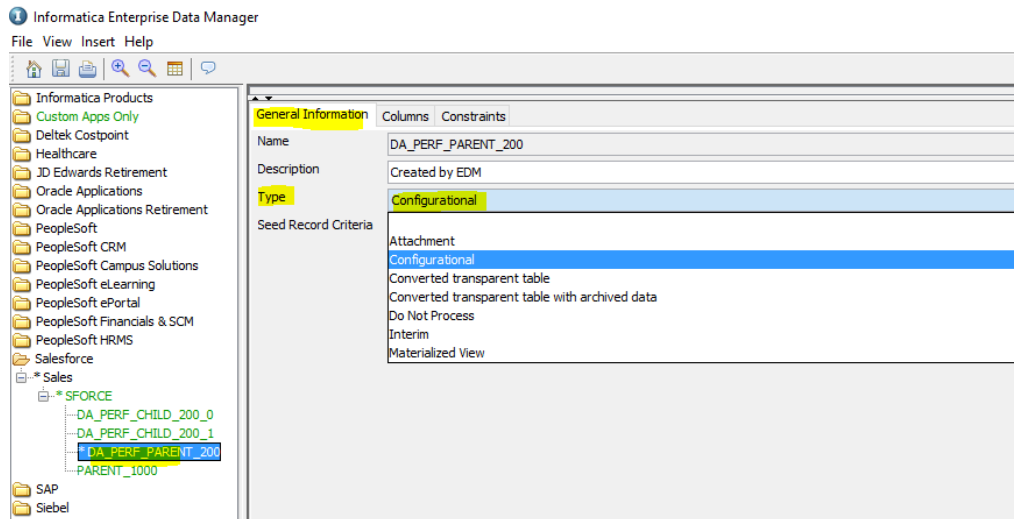 Informatica Enterprise Data Manager
File View Insert Help
Informatica Products
Custom Apps Only
Deltek Costpoint
Healthcare
JD Edwards Retirement
Oracle Applications
Oracle Applications Retirement
PeopleSoft
PeopleSoft CRM
PeopleSoft Campus Solutions
PeopleSoft eLearning
PeopleSoft ePortal
PeopleSoft Financials & SCM
PeopleSoft HRMS
Salesforce
* Sales
* SFORCE
DA_PERF_CHILD_200_0
DA_PERF_CHILD_200_1
* DA_PERF_PARENT_200
PARENT_1000
SAP
Siebel
General Information Columns Constraints
Name DA_PERF_PARENT_200
Description Created by EDM
Type Configurational
Seed Record Criteria
Attachment
Configurational
Converted transparent table
Converted transparent table with archived data
Do Not Process
Interim
Materialized View